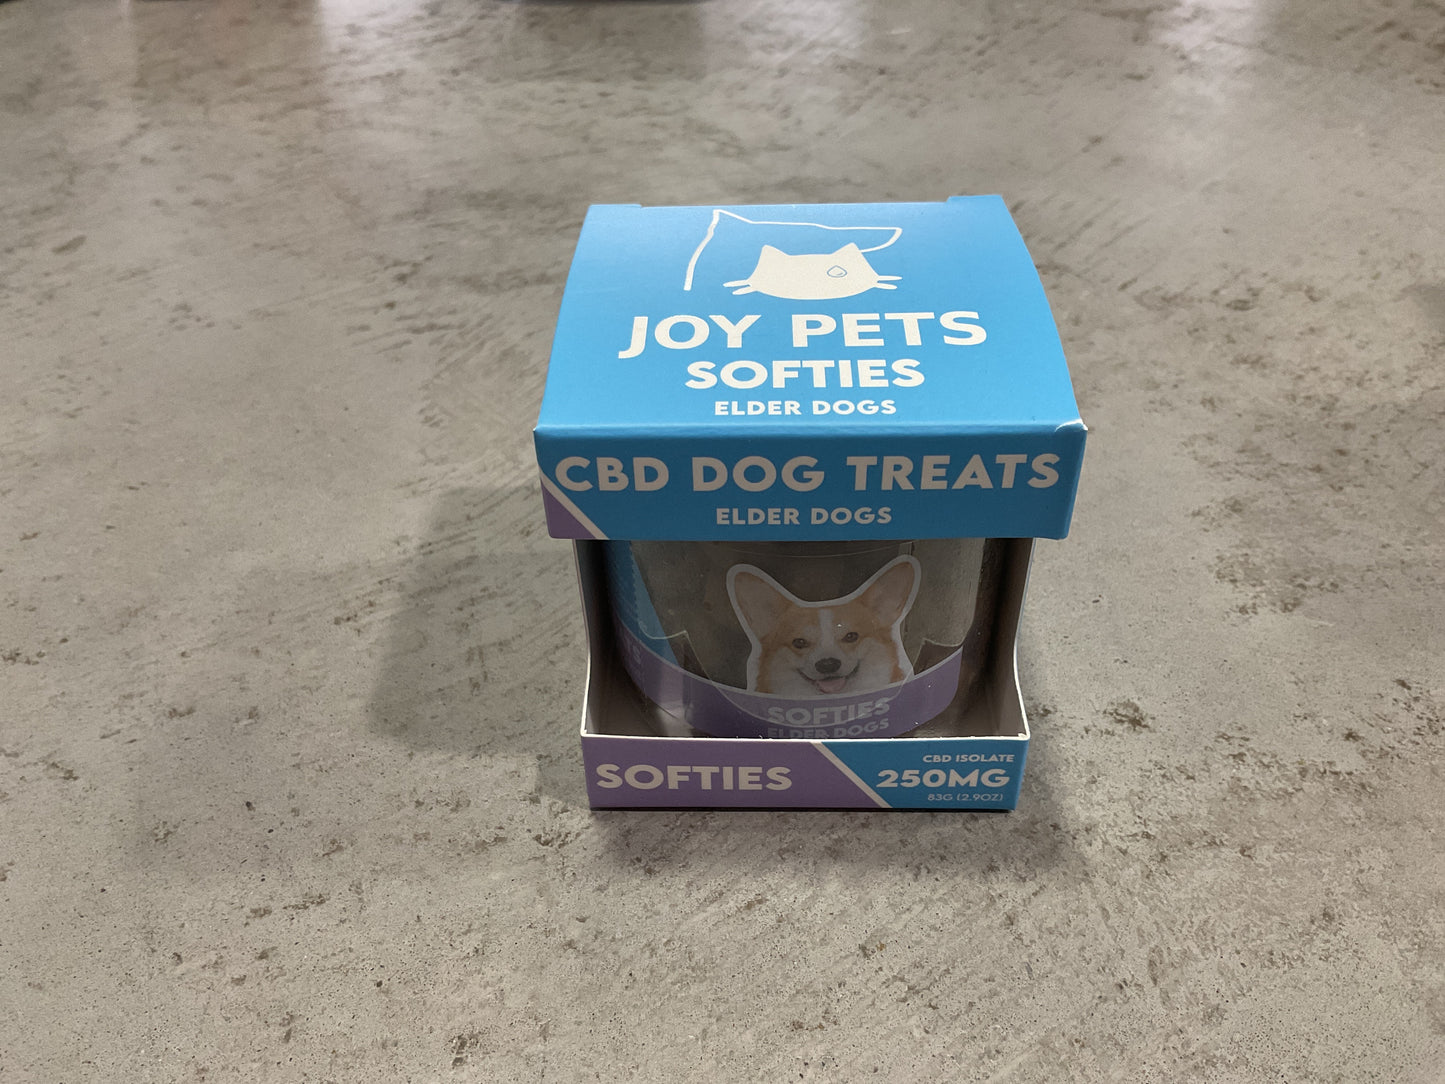 JOY PETS
SOFTIES
ELDER DOGS
CBD DOG TREATS
ELDER DOGS
SOFTIES
ELDER DOGS
SOFTIES
CBD ISOLATE
250MG
83G (2.9OZ)